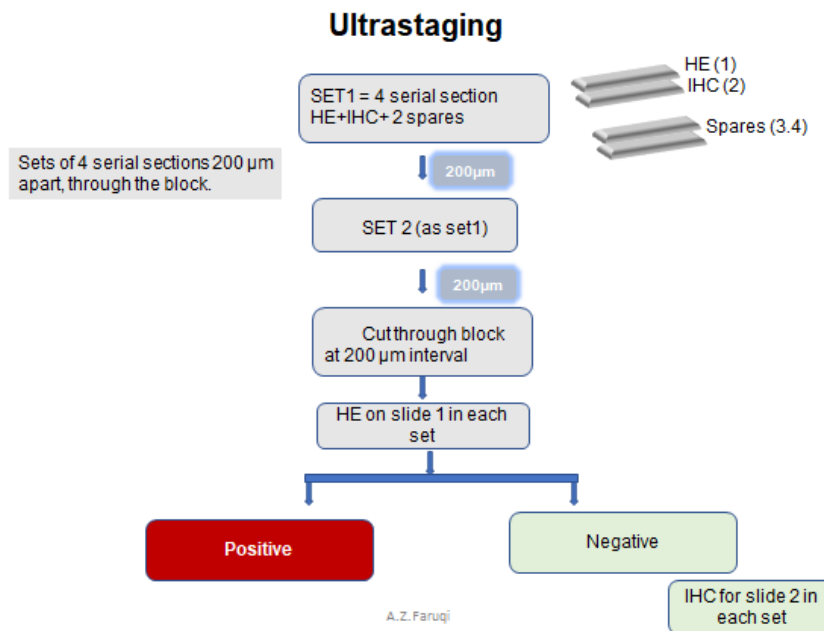 Ultrastaging
HE (1)
IHC (2)
SET1 = 4 serial section
HE+IHC+ 2 spares
Spares (3.4)
Sets of 4 serial sections 200 µm
apart, through the block.
200µm
SET 2 (as set1)
200µm
Cut through block
at 200 µm interval
HE on slide 1 in each
set
Positive
Negative
IHC for slide 2 in
each set
A.Z.Faruqi